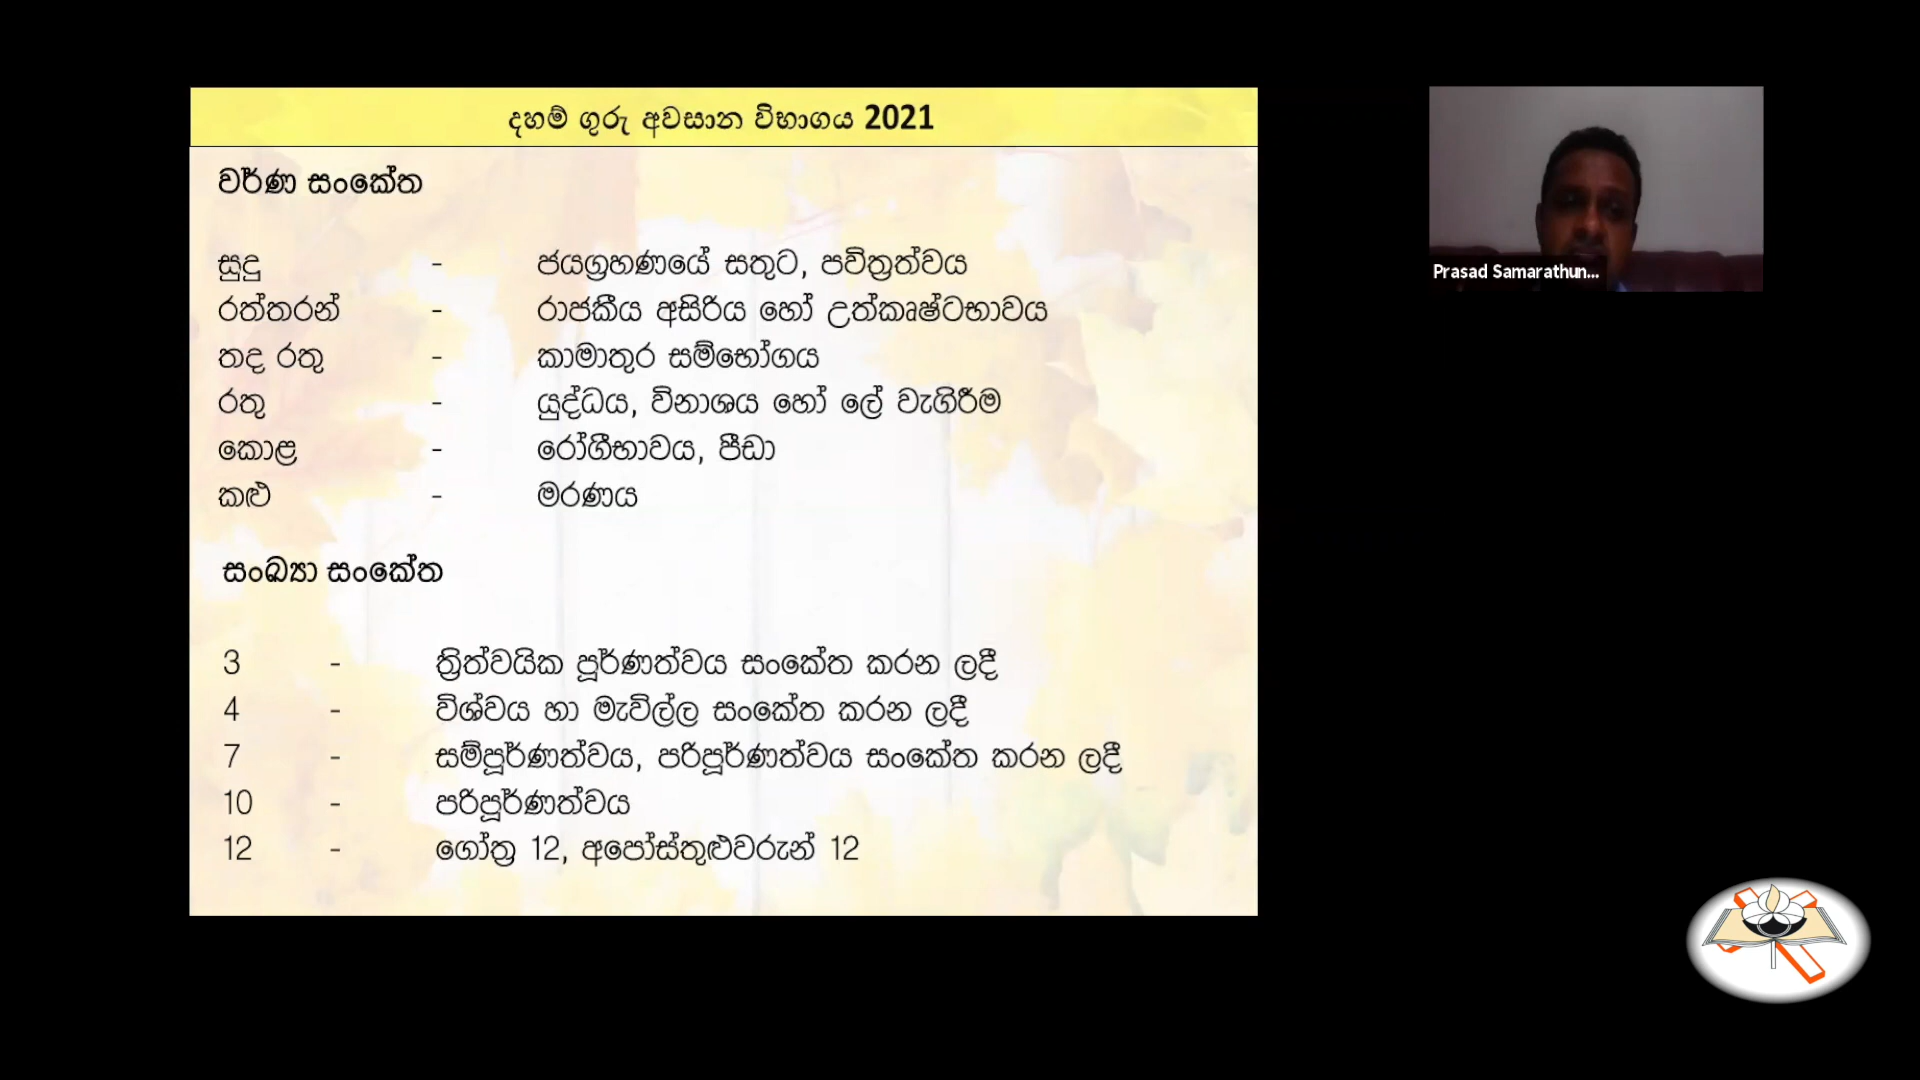 දහම් ගුරු අවසාන විභාගය 2021
වර්ණ සංකේත
සුදු - ජයග්‍රහණයේ සතුට, පවිත්‍රත්වය
රත්තරන් - රාජකීය අසිරිය හෝ උත්කෘෂ්ටභාවය
තද රතු - කාමාතුර සම්භෝගය
රතු - යුද්ධය, විනාශය හෝ ලේ වැගිරීම
කොළ - රෝගීභාවය, පීඩා
කළු - මරණය
සංඛ්‍යා සංකේත
3 - ත්‍රිත්වයික පූර්ණත්වය සංකේත කරන ලදී
4 - විශ්වය හා මැවිල්ල සංකේත කරන ලදී
7 - සම්පූර්ණත්වය, පරිපූර්ණත්වය සංකේත කරන ලදී
10 - පරිපූර්ණත්වය
12 - ගෝත්‍ර 12, අපෝස්තුළුවරුන් 12
Prasad Samarathun...